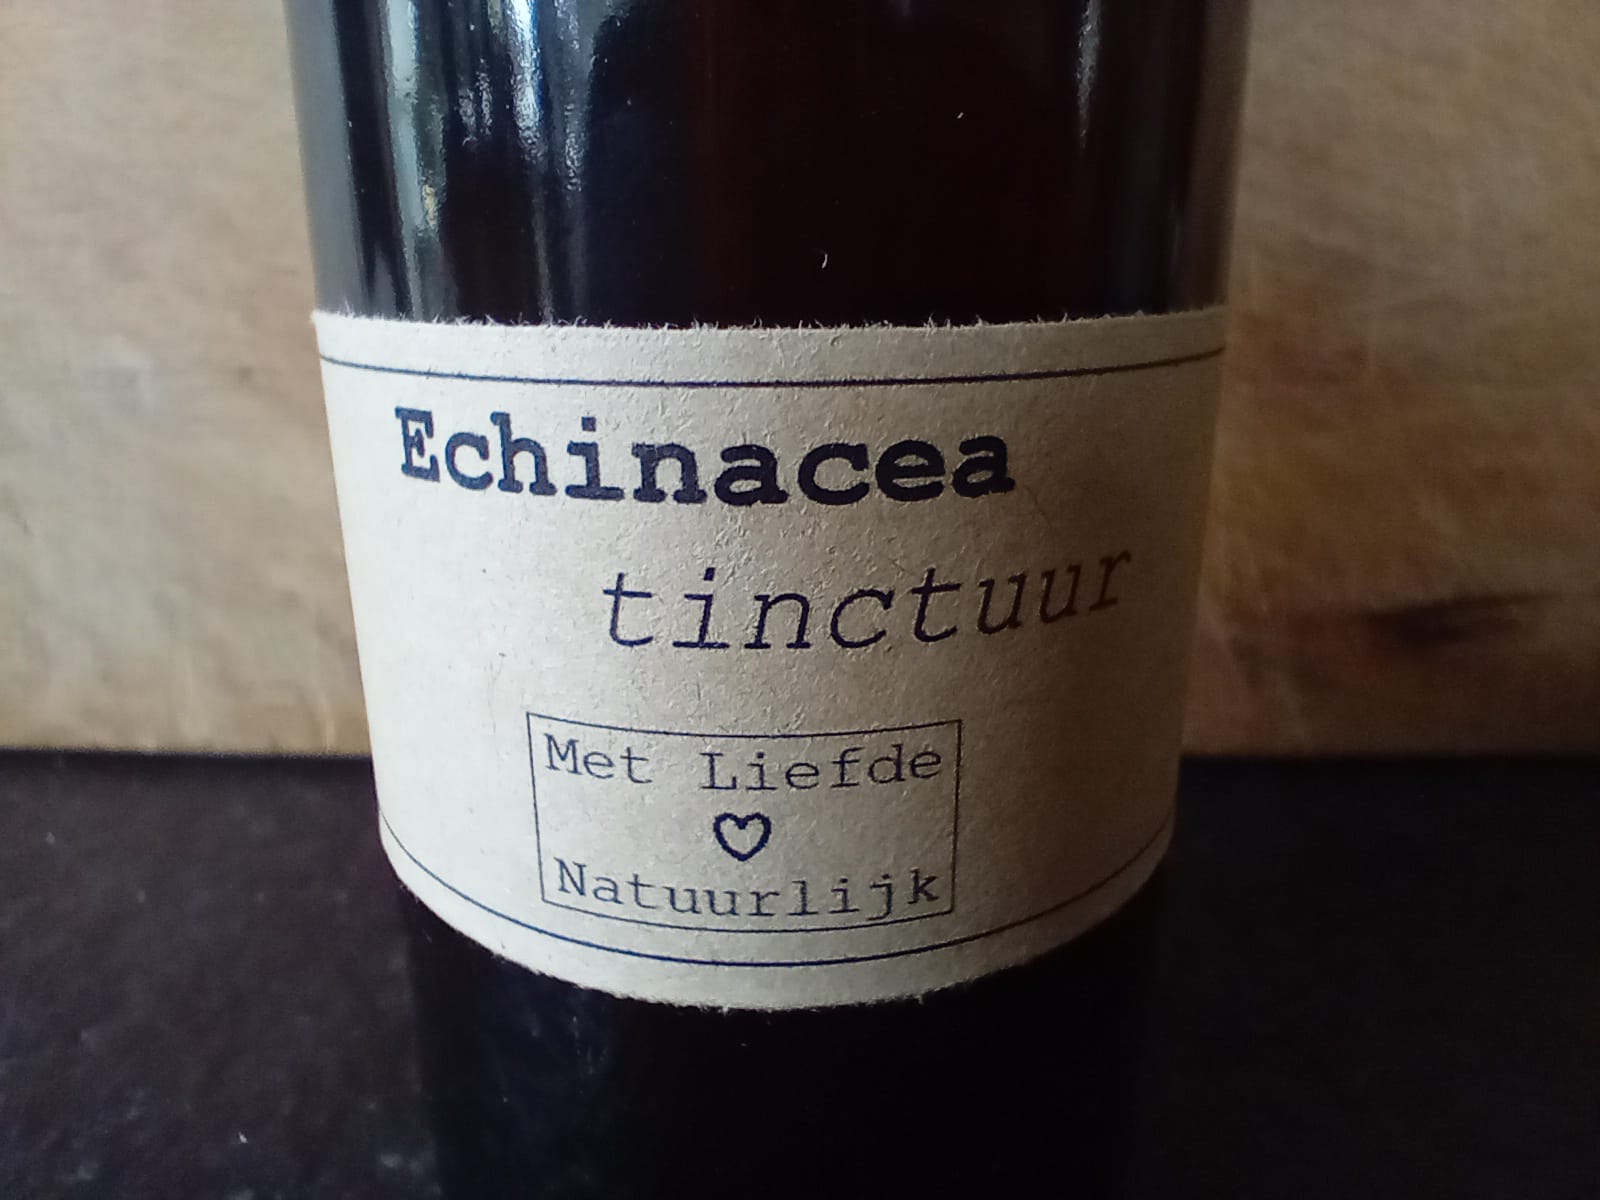 Echinacea
tinctuur
Met Liefde
Natuurlijk